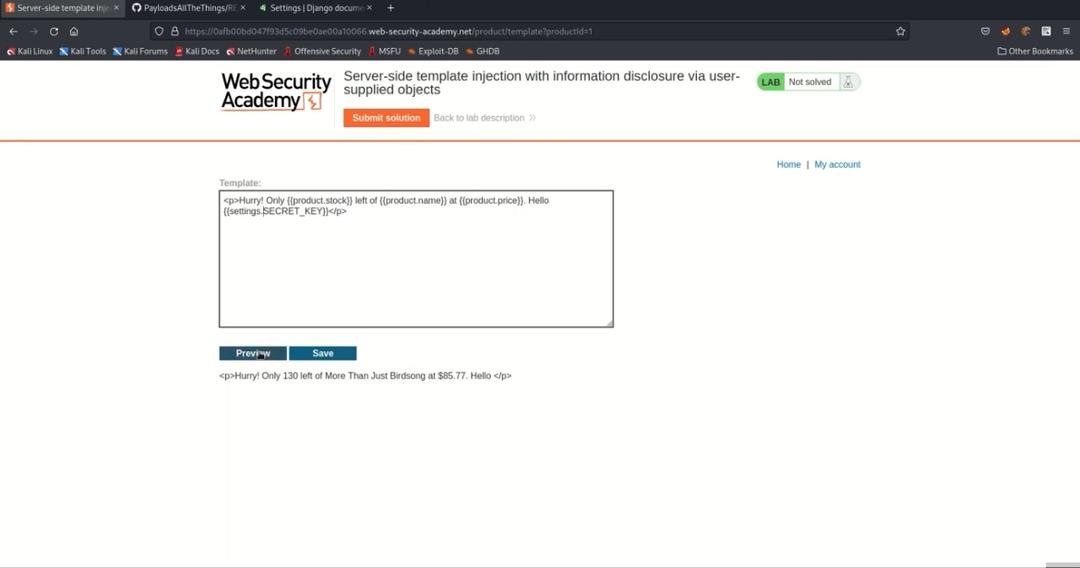 Server-side template inj
PayloadsAllTheThings/RE
Settings | Django docume
https://0afb00bd047f93d5c09be0ae00a10066.web-security-academy.net/product/template?productId=1
Kali Linux Kali Tools Kali Forums Kali Docs NetHunter Offensive Security MSFU Exploit-DB GHDB Other Bookmarks
WebSecurity
Academy
Server-side template injection with information disclosure via user-
supplied objects
LAB Not solved
Submit solution Back to lab description
Home | My account
Template:
<p>Hurry! Only {{product.stock}} left of {{product.name}} at {{product.price}}. Hello
{{settings.SECRET_KEY}}</p>
Preview Save
<p>Hurry! Only 130 left of More Than Just Birdsong at $85.77. Hello </p>